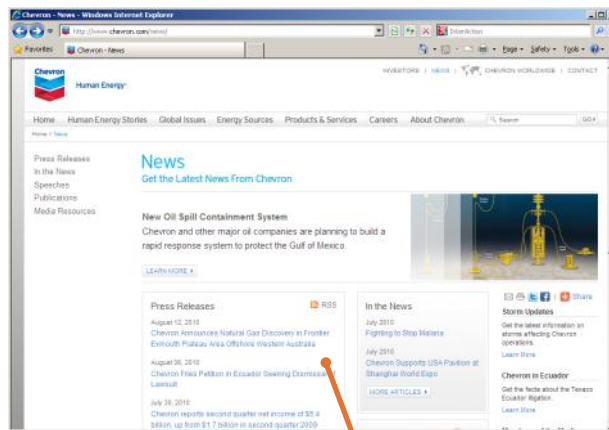 Chevron - News - Windows Internet Explorer
http://www.chevron.com/news/
Favorites
Chevron - News
Page Safety Tools
Chevron
Human Energy
INVESTORS | NEWS | CHEVRON WORLDWIDE | CONTACT
Home Human Energy Stories Global Issues Energy Sources Products & Services Careers About Chevron Search GO
Home > News
Press Releases
In the News
Speeches
Publications
Media Resources
News
Get the Latest News From Chevron
New Oil Spill Containment System
Chevron and other major oil companies are planning to build a
rapid response system to protect the Gulf of Mexico.
LEARN MORE
Press Releases RSS
August 12, 2010
Chevron Announces Natural Gas Discovery in Frontier
Exmouth Plateau Area Offshore Western Australia
August 06, 2010
Chevron Files Petition in Ecuador Seeking Dismissal of
Lawsuit
July 30, 2010
Chevron reports second quarter net income of $5.4
billion, up from $1.7 billion in second quarter 2009
In the News
July 2010
Fighting to Stop Malaria
July 2010
Chevron Supports USA Pavilion at
Shanghai World Expo
MORE ARTICLES
Share
Storm Updates
Get the latest information on
storms affecting Chevron
operations.
Learn More
Chevron in Ecuador
Get the facts about the Texaco
Ecuador litigation.
Learn More